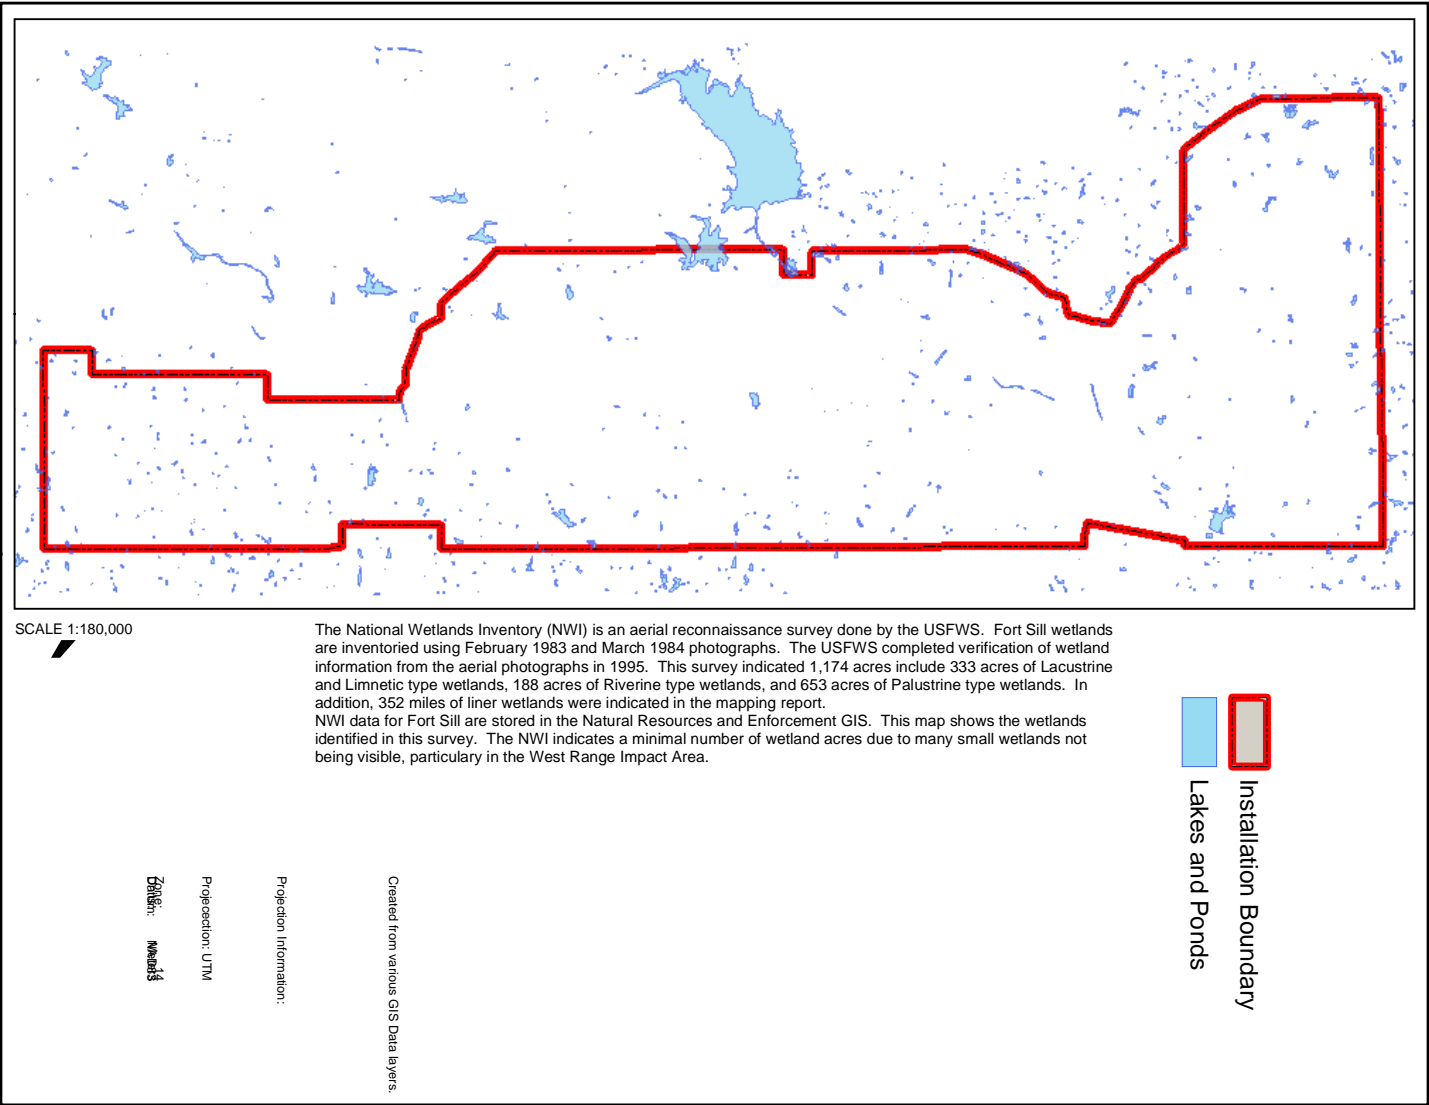 SCALE 1:180,000
The National Wetlands Inventory (NWI) is an aerial reconnaissance survey done by the USFWS. Fort Sill wetlands
are inventoried using February 1983 and March 1984 photographs. The USFWS completed verification of wetland
information from the aerial photographs in 1995. This survey indicated 1,174 acres include 333 acres of Lacustrine
and Limnetic type wetlands, 188 acres of Riverine type wetlands, and 653 acres of Palustrine type wetlands. In
addition, 352 miles of liner wetlands were indicated in the mapping report.
NWI data for Fort Sill are stored in the Natural Resources and Enforcement GIS. This map shows the wetlands
identified in this survey. The NWI indicates a minimal number of wetland acres due to many small wetlands not
being visible, particulary in the West Range Impact Area.
Installation Boundary
Lakes and Ponds
Created from various GIS Data layers.
Projection Information:
Projecection: UTM
Zone: 14